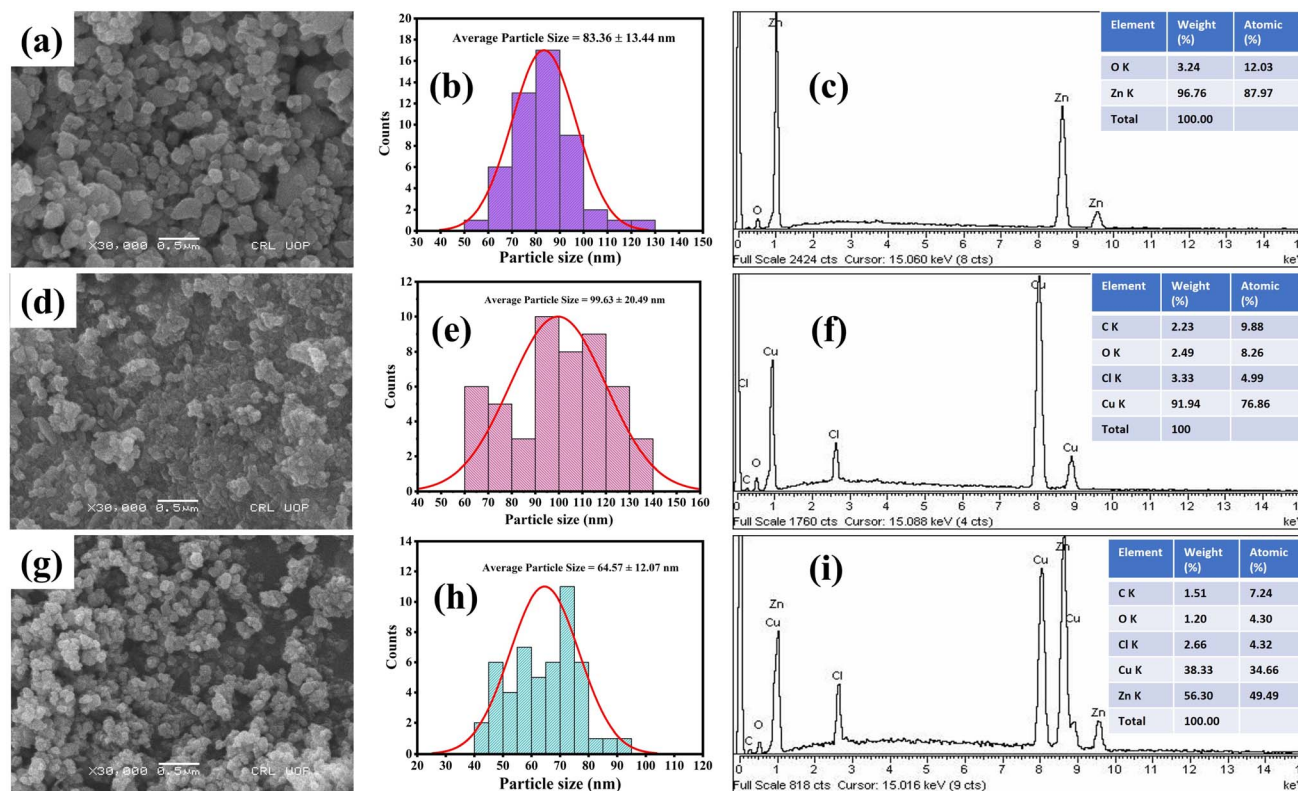 (a)
X30,000 0.5µm CRL UOP
20
18
16
14
12
10
8
6
4
2
0
Counts
Average Particle Size = 83.36 ± 13.44 nm
(b)
30 40 50 60 70 80 90 100 110 120 130 140 150
Particle size (nm)
Zn
O
(c)
Zn
Zn
0 1 2 3 4 5 6 7 8 9 10 11 12 13 14 15
Full Scale 2424 cts Cursor: 15.060 keV (8 cts) keV
Element Weight (%) Atomic (%)
O K 3.24 12.03
Zn K 96.76 87.97
Total 100.00
(d)
X30,000 0.5µm CRL UOP
12
10
8
6
4
2
0
Counts
Average Particle Size = 99.63 ± 20.49 nm
(e)
40 50 60 70 80 90 100 110 120 130 140 150 160
Particle size (nm)
Cl
Cu
C
O
Cl
Cu
(f)
Cu
0 1 2 3 4 5 6 7 8 9 10 11 12 13 14 15
Full Scale 1760 cts Cursor: 15.088 keV (4 cts) keV
Element Weight (%) Atomic (%)
C K 2.23 9.88
O K 2.49 8.26
Cl K 3.33 4.99
Cu K 91.94 76.86
Total 100
(g)
X30,000 0.5µm CRL UOP
14
12
10
8
6
4
2
0
Counts
Average Particle Size = 64.57 ± 12.07 nm
(h)
20 30 40 50 60 70 80 90 100 110 120
Particle size (nm)
Zn
Cu
C
O
Cl
Cu
Zn
Cu
Zn
(i)
0 1 2 3 4 5 6 7 8 9 10 11 12 13 14 15
Full Scale 818 cts Cursor: 15.016 keV (9 cts) keV
Element Weight (%) Atomic (%)
C K 1.51 7.24
O K 1.20 4.30
Cl K 2.66 4.32
Cu K 38.33 34.66
Zn K 56.30 49.49
Total 100.00